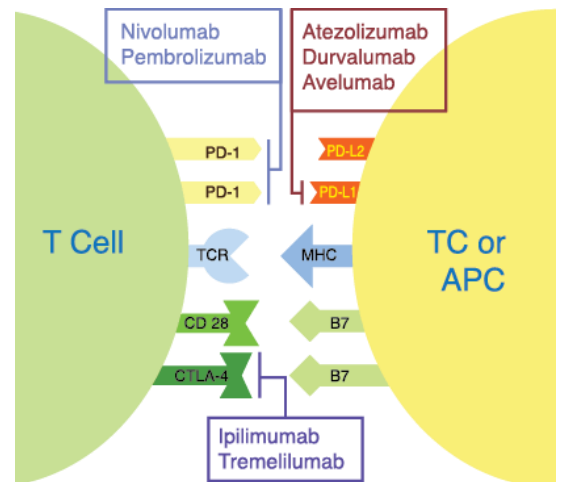 Nivolumab
Pembrolizumab
Atezolizumab
Durvalumab
Avelumab
PD-1
PD-L2
PD-1
PD-L1
T Cell
TCR
MHC
TC or
APC
CD 28
B7
CTLA-4
B7
Ipilimumab
Tremelilumab